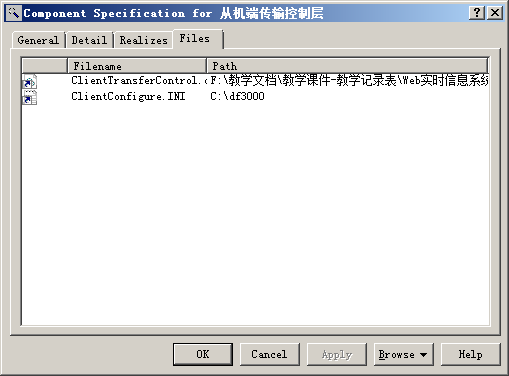 Component Specification for 从机端传输控制层
General Detail Realizes Files
Filename Path
ClientTransferControl. F:\教学文档\教学课件-教学记录表\Web实时信息系统
ClientConfigure.INI C:\df3000
OK Cancel Apply Browse Help